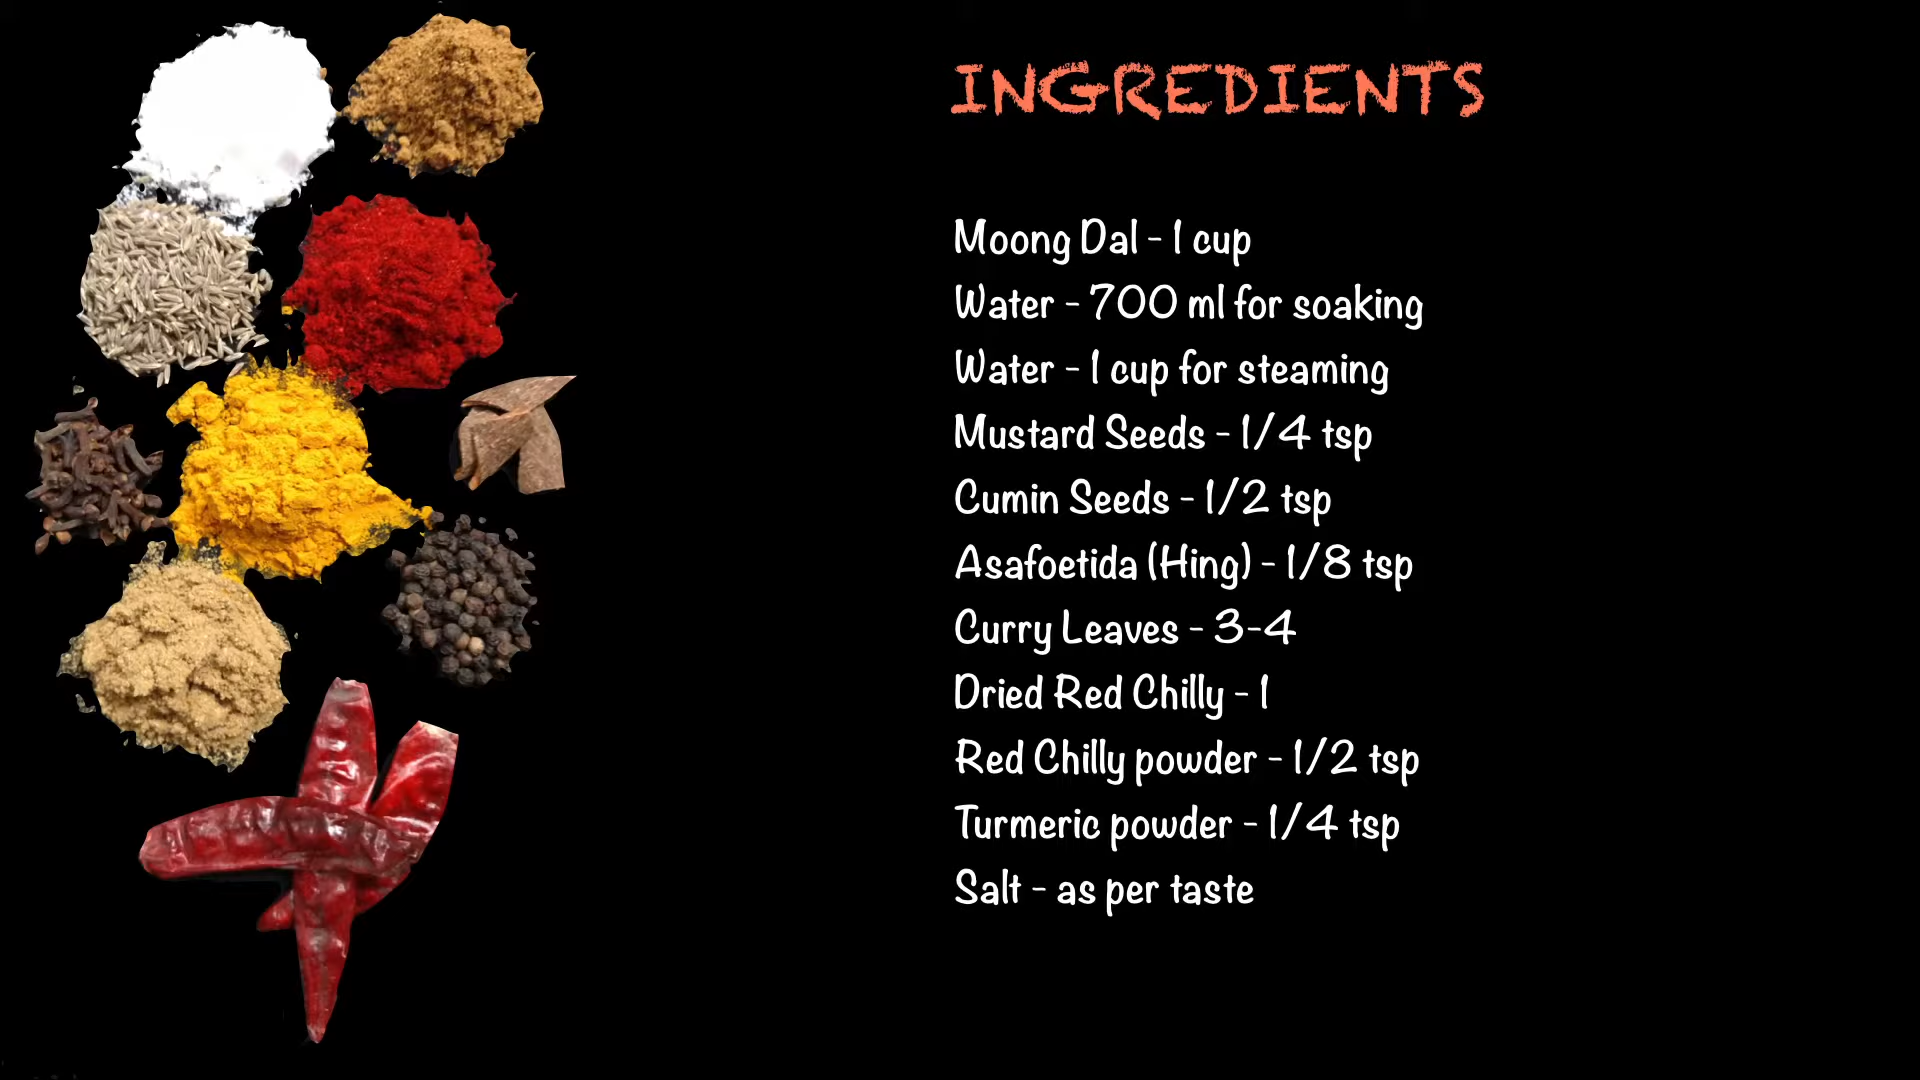 INGREDIENTS
Moong Dal - 1 cup
Water - 700 ml for soaking
Water - 1 cup for steaming
Mustard Seeds - 1/4 tsp
Cumin Seeds - 1/2 tsp
Asafoetida (Hing) - 1/8 tsp
Curry Leaves - 3-4
Dried Red Chilly - 1
Red Chilly powder - 1/2 tsp
Turmeric powder - 1/4 tsp
Salt - as per taste